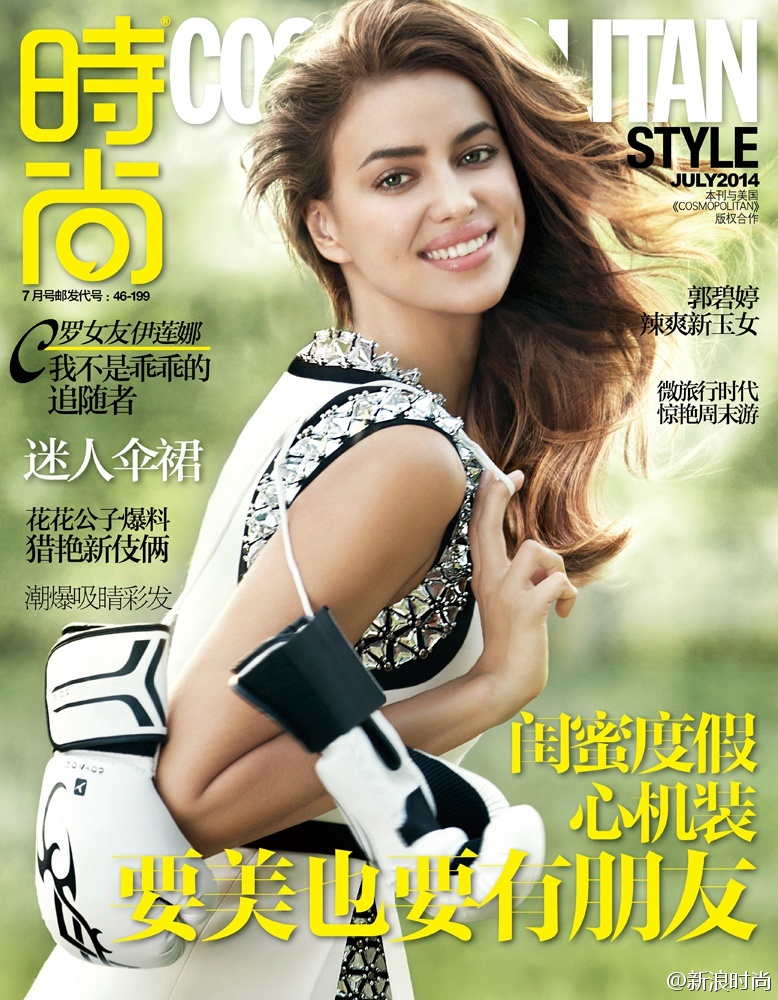 時尚
®
COSMOPOLITAN
STYLE
JULY2014
本刊与美国
《COSMOPOLITAN》
版权合作
7月号邮发代号：46-199
C罗女友伊莲娜
我不是乖乖的
追随者
迷人伞裙
花花公子爆料
猎艳新伎俩
潮爆吸睛彩发
郭碧婷
辣爽新玉女
微旅行时代
惊艳周末游
闺蜜度假
心机装
要美也要有朋友
@新浪时尚